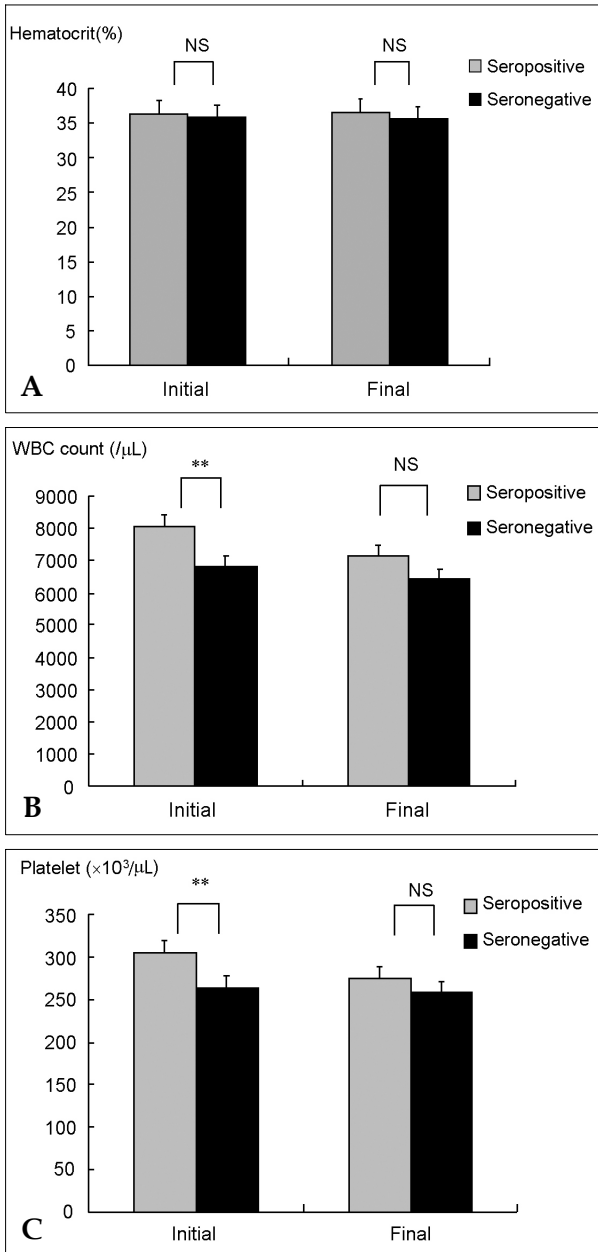 Hematocrit(%)
NS
NS
Seropositive
Seronegative
40
35
30
25
20
15
10
5
0
Initial
Final
A
WBC count (/μL)
**
NS
Seropositive
Seronegative
9000
8000
7000
6000
5000
4000
3000
2000
1000
0
Initial
Final
B
Platelet (×10³/μL)
**
NS
Seropositive
Seronegative
350
300
250
200
150
100
50
0
Initial
Final
C